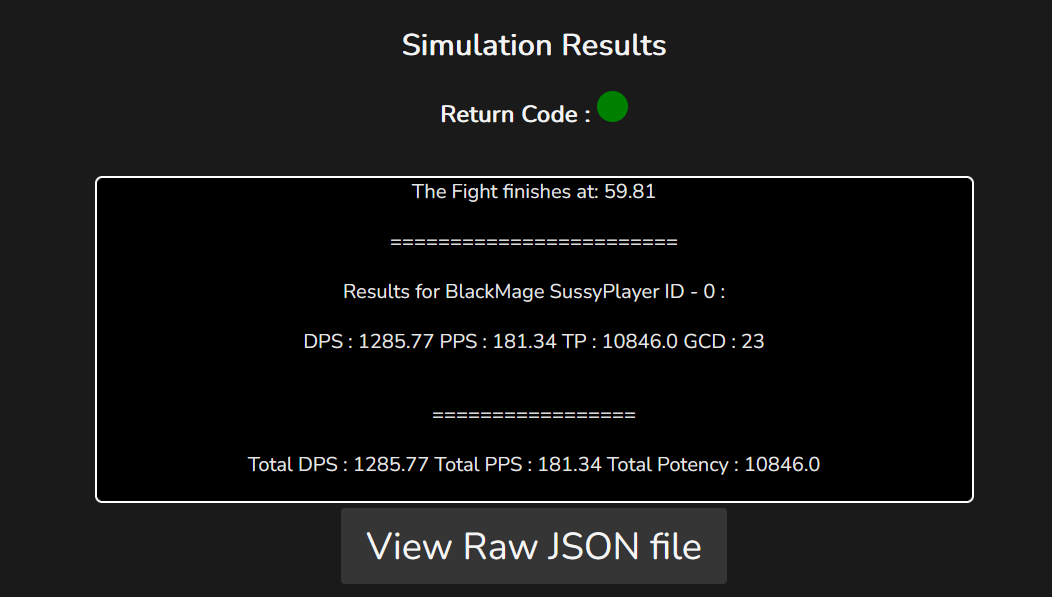 Simulation Results
Return Code :
The Fight finishes at: 59.81
========================
Results for BlackMage SussyPlayer ID - 0 :
DPS : 1285.77 PPS : 181.34 TP : 10846.0 GCD : 23
=================
Total DPS : 1285.77 Total PPS : 181.34 Total Potency : 10846.0
View Raw JSON file